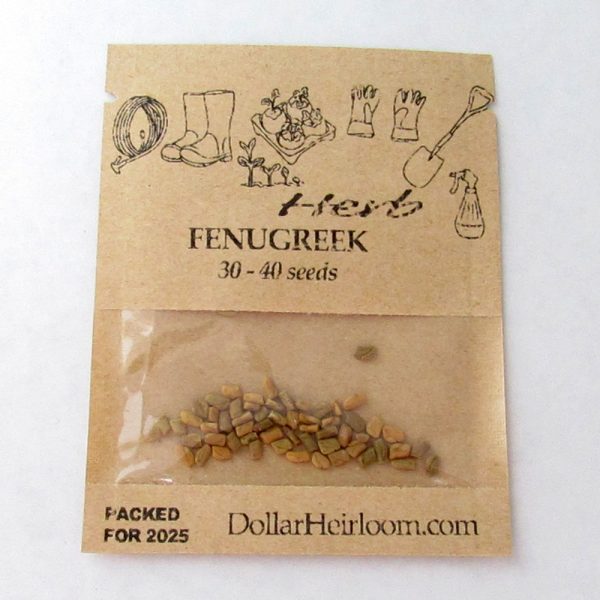 Herb
FENUGREEK
30 - 40 seeds
PACKED
FOR 2025
DollarHeirloom.com